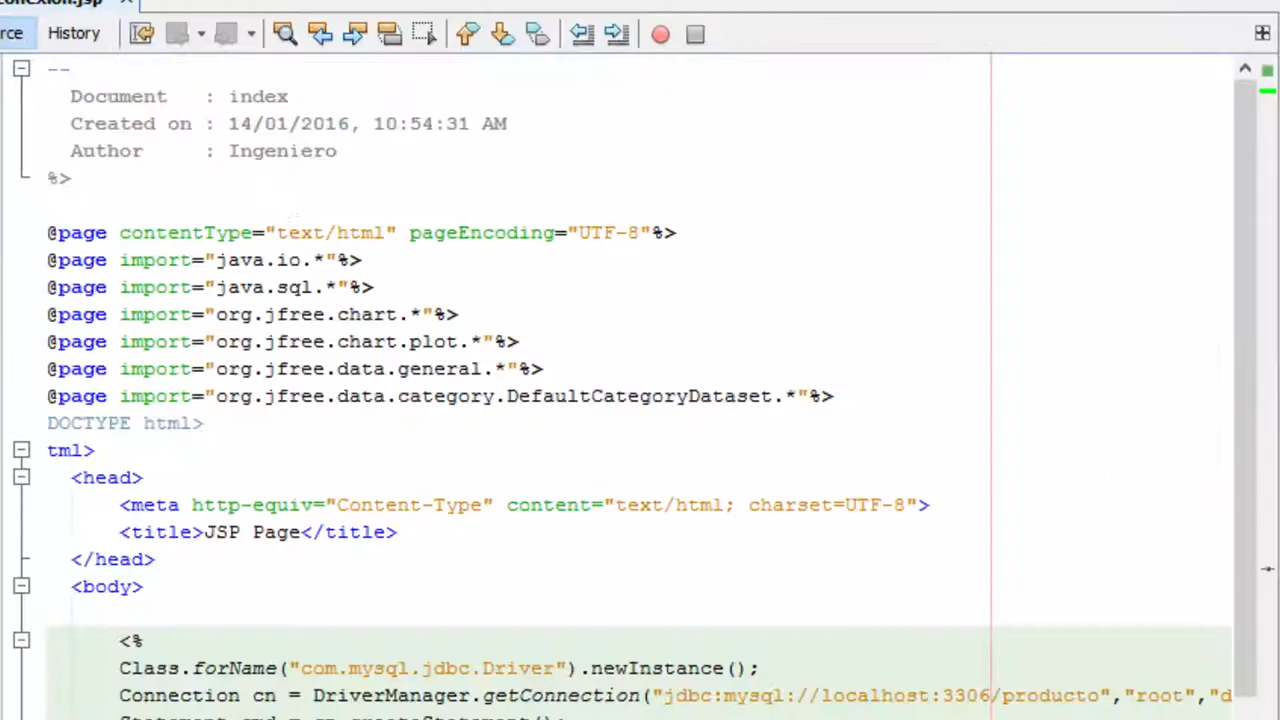 onexion.jsp
rce History
--
Document : index
Created on : 14/01/2016, 10:54:31 AM
Author : Ingeniero
%>
@page contentType="text/html" pageEncoding="UTF-8"%>
@page import="java.io.*"%>
@page import="java.sql.*"%>
@page import="org.jfree.chart.*"%>
@page import="org.jfree.chart.plot.*"%>
@page import="org.jfree.data.general.*"%>
@page import="org.jfree.data.category.DefaultCategoryDataset.*"%>
DOCTYPE html>
tml>
<head>
<meta http-equiv="Content-Type" content="text/html; charset=UTF-8">
<title>JSP Page</title>
</head>
<body>
<%
Class.forName("com.mysql.jdbc.Driver").newInstance();
Connection cn = DriverManager.getConnection("jdbc:mysql://localhost:3306/producto","root","d